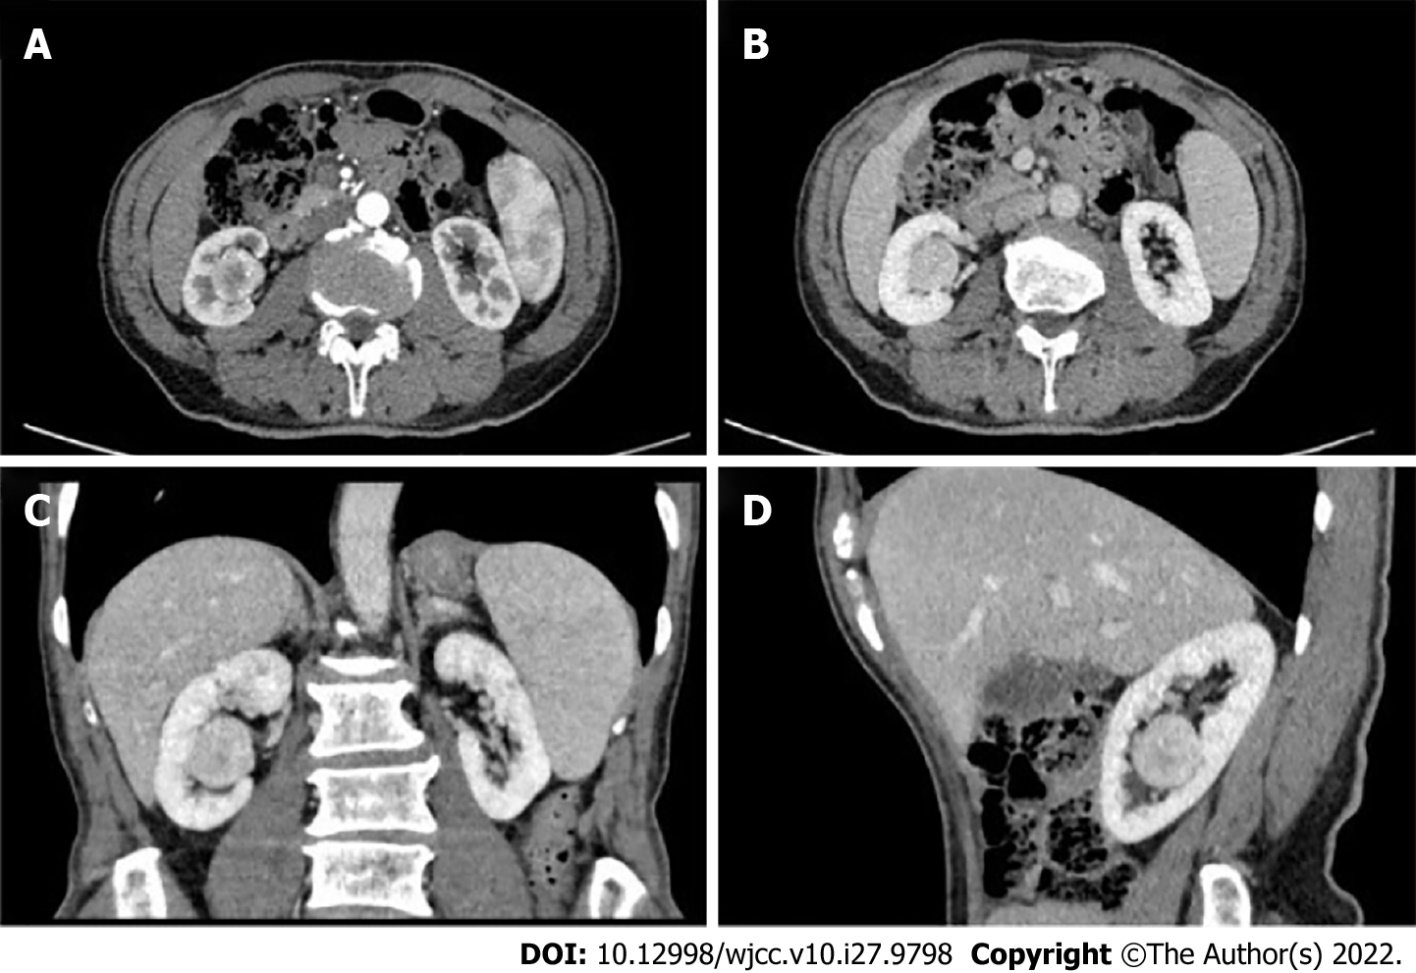 A
B
C
D
DOI: 10.12998/wjcc.v10.i27.9798 Copyright ©The Author(s) 2022.